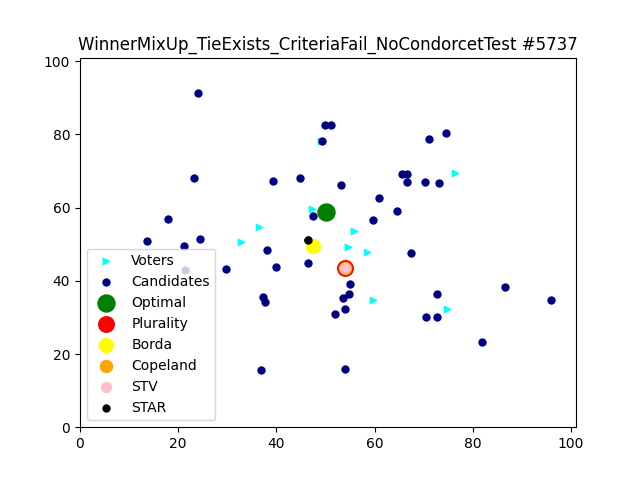 WinnerMixUp_TieExists_CriteriaFail_NoCondorcetTest #5737
100
80
60
40
20
0
Voters
Candidates
Optimal
Plurality
Borda
Copeland
STV
STAR
0 20 40 60 80 100